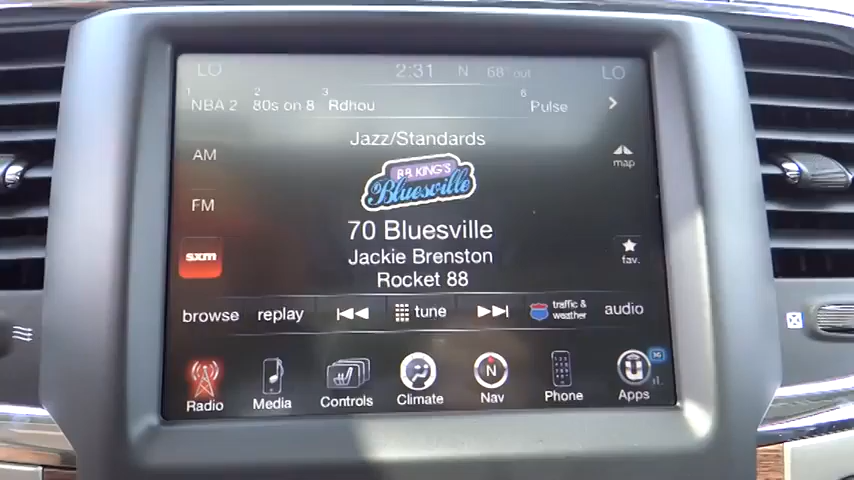 LO 2:31 N 68° out LO
1 NBA 2 2 80s on 8 3 Rdhou 6 Pulse
Jazz/Standards
AM
map
B.B. KING'S
Bluesville
FM
70 Bluesville
Jackie Brenston
Rocket 88
sxm
fav.
browse replay tune traffic & weather audio
Radio Media Controls Climate N Nav Phone Apps